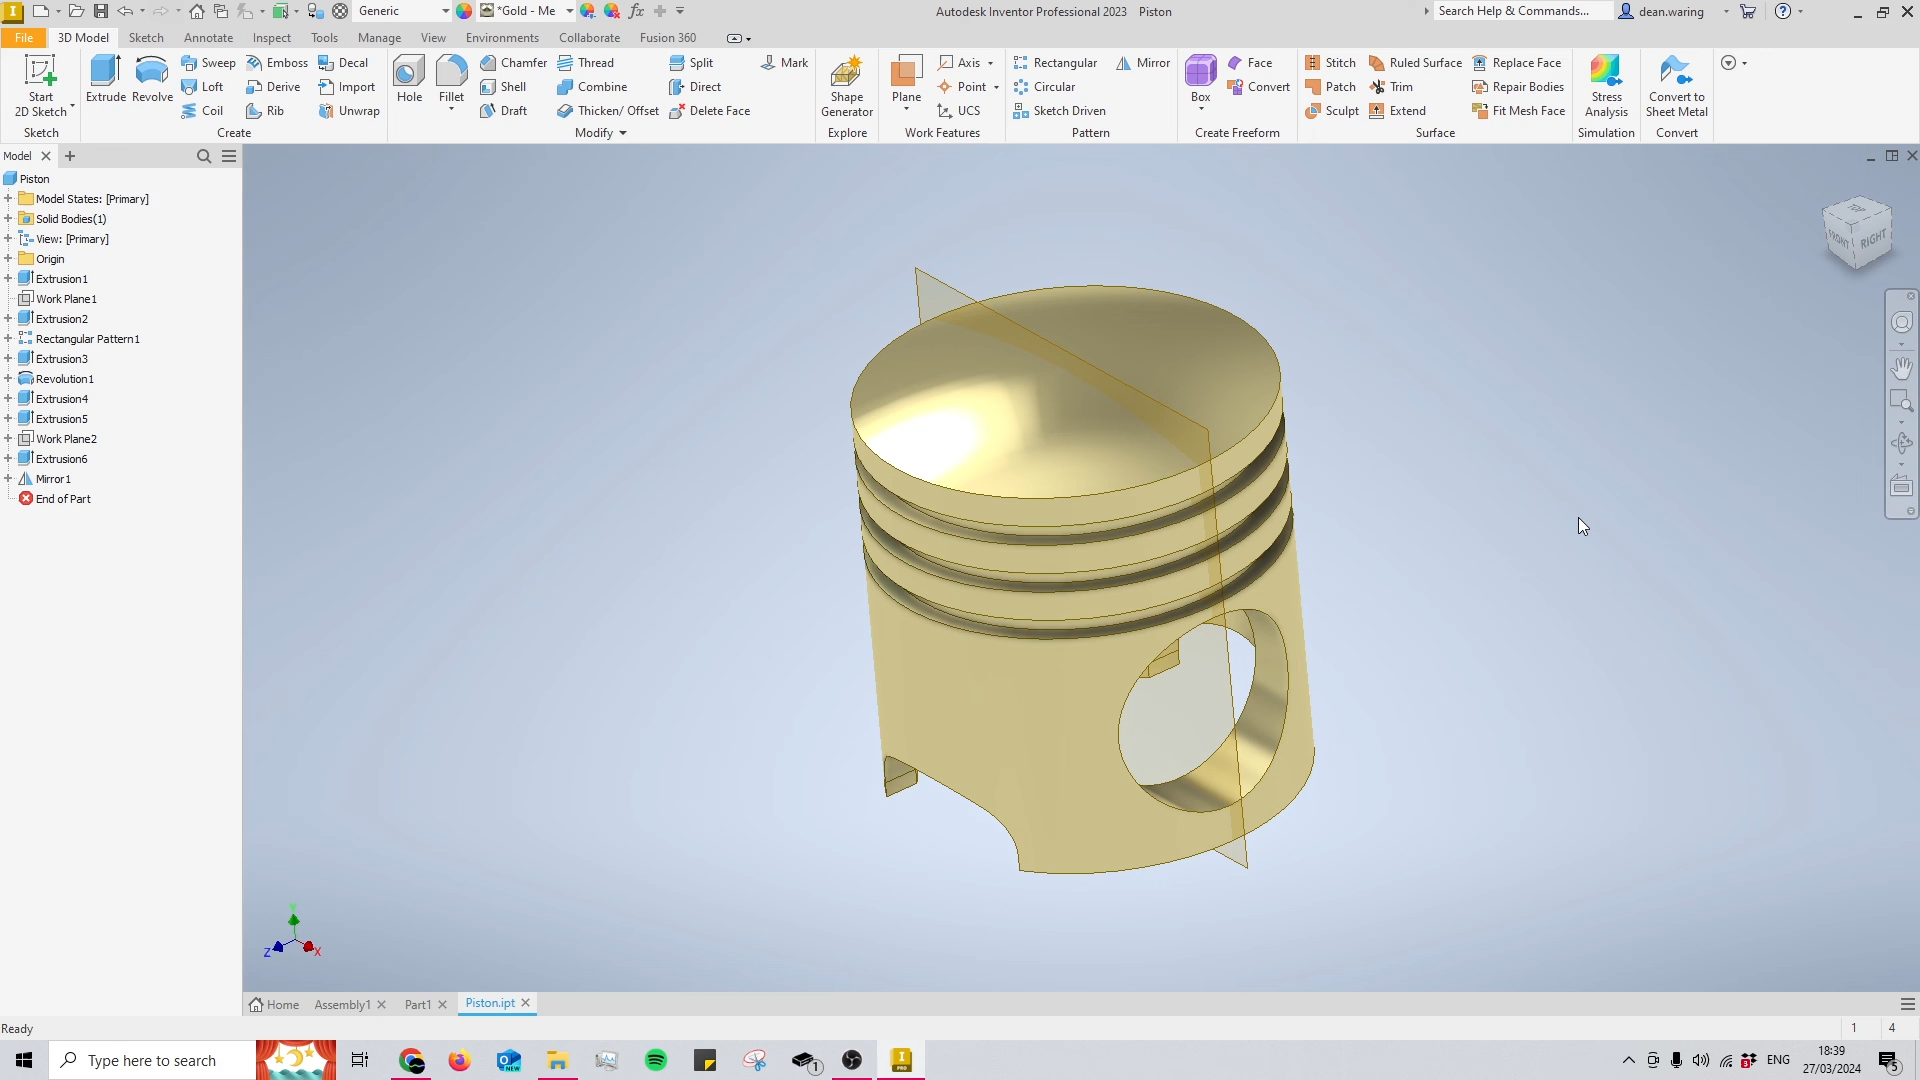 Generic
*Gold - Me
Autodesk Inventor Professional 2023 Piston
Search Help & Commands...
dean.waring
File
3D Model
Sketch
Annotate
Inspect
Tools
Manage
View
Environments
Collaborate
Fusion 360
Start
2D Sketch
Sketch
Extrude
Revolve
Sweep
Loft
Coil
Emboss
Derive
Rib
Decal
Import
Unwrap
Create
Hole
Fillet
Chamfer
Shell
Draft
Thread
Combine
Thicken/ Offset
Split
Direct
Delete Face
Mark
Modify
Shape
Generator
Explore
Plane
Axis
Point
UCS
Work Features
Rectangular
Circular
Sketch Driven
Mirror
Pattern
Box
Face
Convert
Create Freeform
Stitch
Patch
Sculpt
Ruled Surface
Trim
Extend
Replace Face
Repair Bodies
Fit Mesh Face
Surface
Stress
Analysis
Simulation
Convert to
Sheet Metal
Convert
Model
Piston
Model States: [Primary]
Solid Bodies(1)
View: [Primary]
Origin
Extrusion1
Work Plane1
Extrusion2
Rectangular Pattern1
Extrusion3
Revolution1
Extrusion4
Extrusion5
Work Plane2
Extrusion6
Mirror1
End of Part
TOP
FRONT
RIGHT
Y
Z
X
Home
Assembly1
Part1
Piston.ipt
Ready
1
4
Type here to search
ENG
18:39
27/03/2024